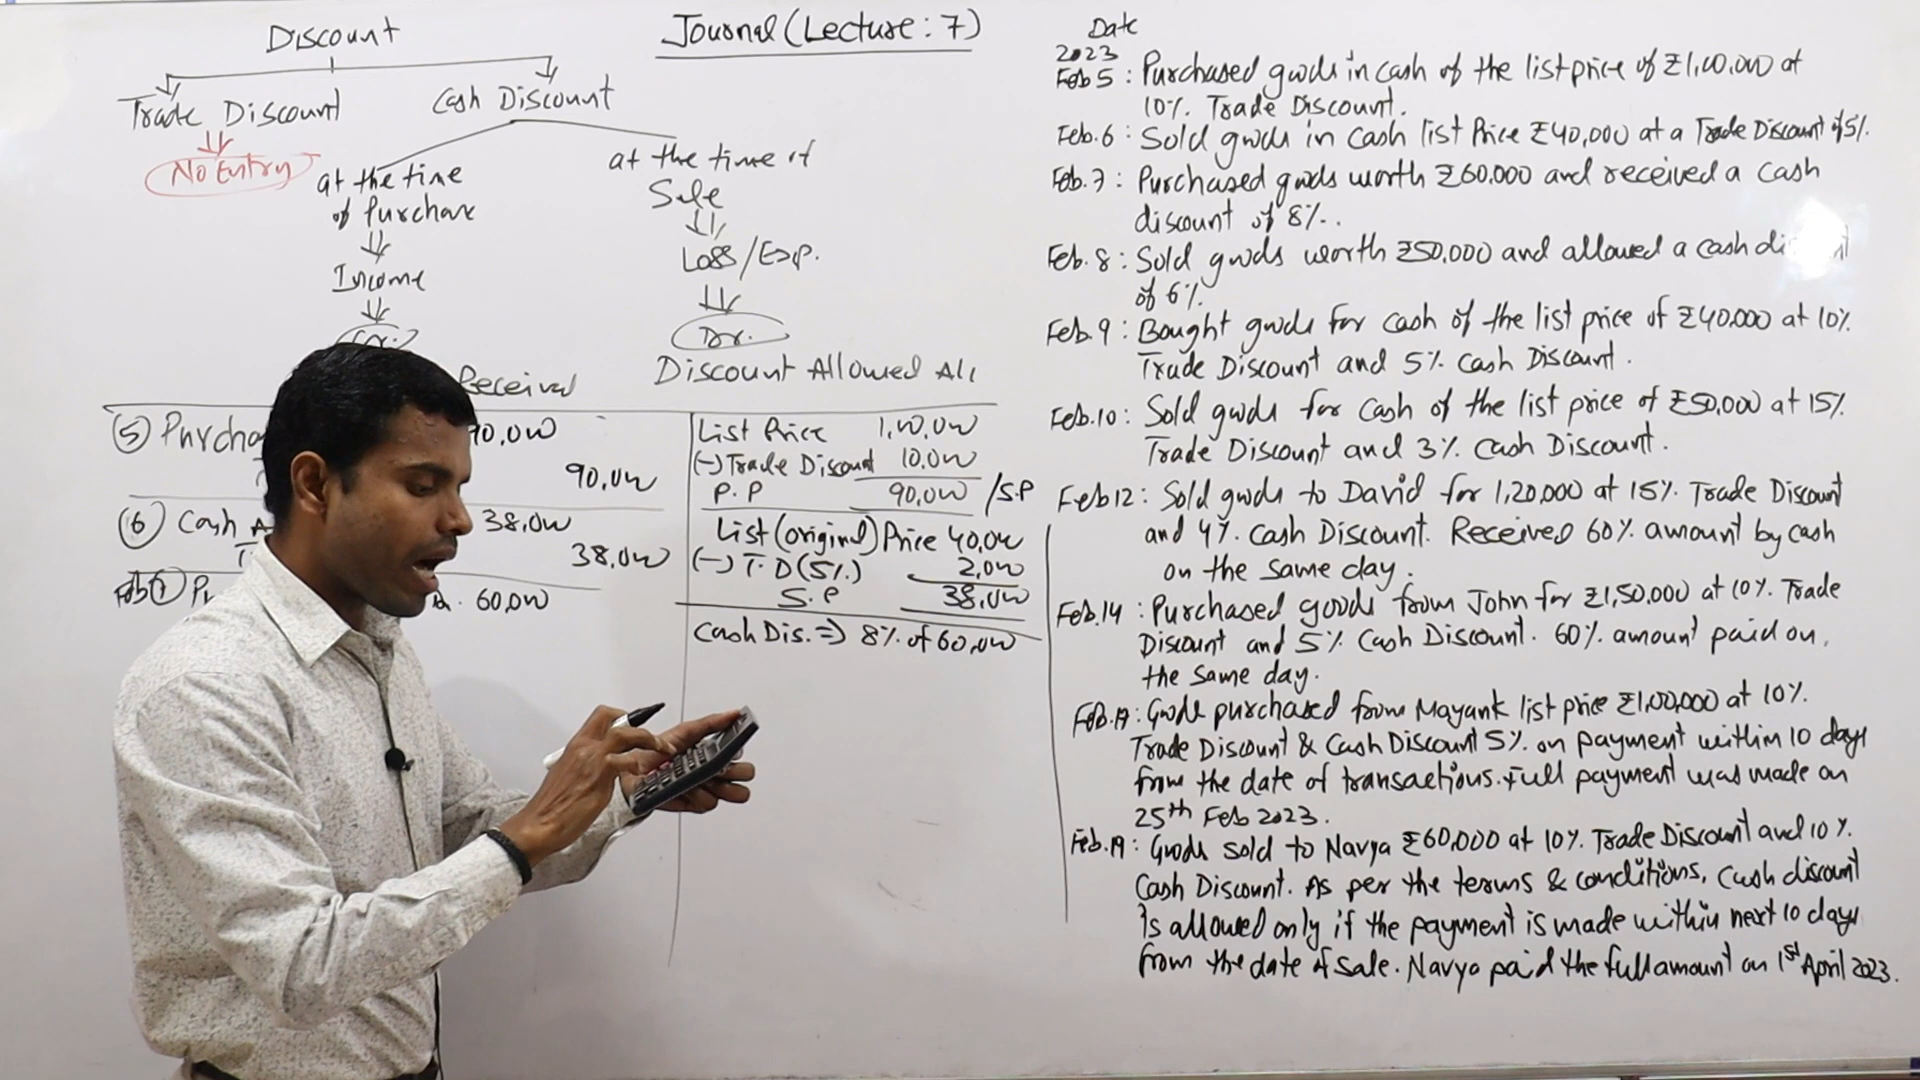 Journal (Lecture : 7)
Discount
Trade Discount
Cash Discount
No Entry
at the time
of Purchase
Income
at the time of
Sale
Loss/Exp.
Dr.
Received
Discount Allowed A/c
(5) Purcha
90,000
(6) Cash A
38,000
38,000
Feb (7) Pu
Dr. 60,000
List Price 1,00,000
(-) Trade Discount 10,000
P.P 90,000 /S.P
List (original) Price 40,000
(-) T.D (5%) 2,000
S.P 38,000
Cash Dis. ⇒ 8% of 60,000
Date
2023
Feb 5 : Purchased goods in cash of the list price of ₹1,00,000 at
10% Trade Discount.
Feb. 6 : Sold goods in cash list Price ₹40,000 at a Trade Discount of 5%.
Feb. 7 : Purchased goods worth ₹60,000 and received a cash
discount of 8%.
Feb. 8 : Sold goods worth ₹50,000 and allowed a cash
of 6%.
Feb. 9 : Bought goods for cash of the list price of ₹40,000 at 10%
Trade Discount and 5% cash Discount.
Feb. 10 : Sold goods for cash of the list price of ₹50,000 at 15%
Trade Discount and 3% cash Discount.
Feb 12 : Sold goods to David for 1,20,000 at 15% Trade Discount
and 4% cash Discount. Received 60% amount by cash
on the same day.
Feb. 14 : Purchased goods from John for ₹1,50,000 at 10% Trade
Discount and 5% Cash Discount. 60% amount paid on
the same day.
Feb. 17 : Goods purchased from Mayank list price ₹1,00,000 at 10%
Trade Discount & Cash Discount 5% on payment within 10 days
from the date of transactions. Full payment was made on
25th Feb 2023.
Feb. 19 : Goods sold to Navya ₹60,000 at 10% Trade Discount and 10%
Cash Discount. As per the terms & conditions, Cash discount
is allowed only if the payment is made within next 10 days
from the date of sale. Navya paid the full amount on 1st April 2023.